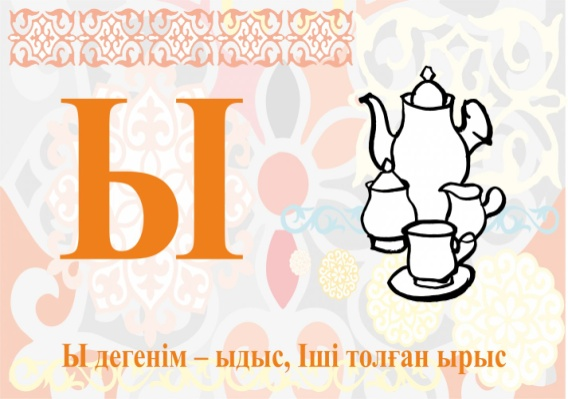 Ы
Ы дегенім – ыдыс, Іші толған ырыс